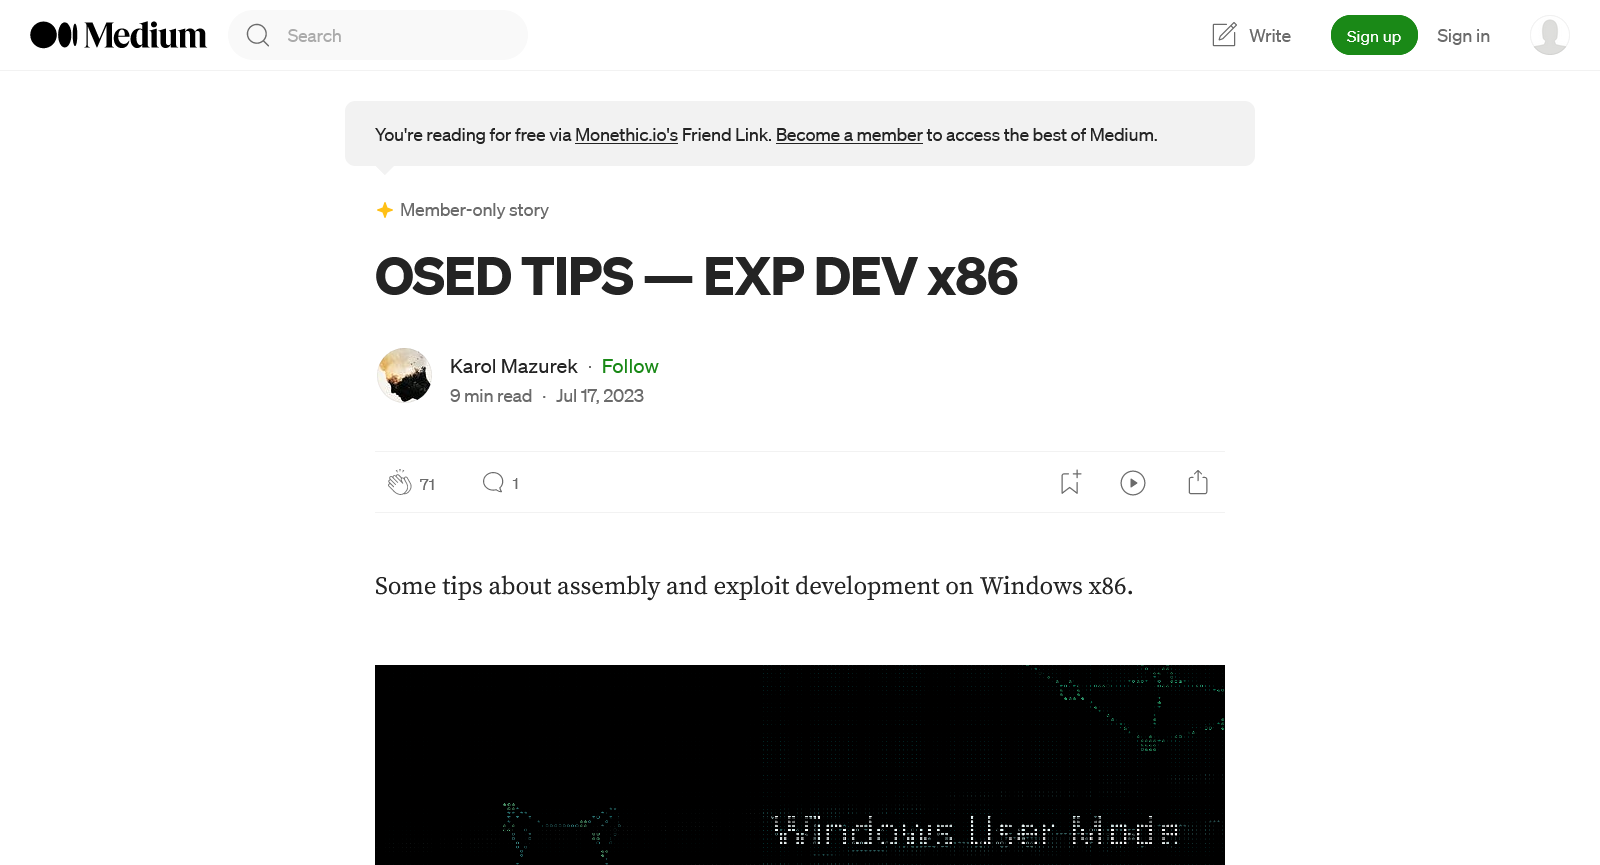 Medium
Search
Write
Sign up
Sign in
You're reading for free via Monethic.io's Friend Link. Become a member to access the best of Medium.
Member-only story
OSED TIPS — EXP DEV x86
Karol Mazurek · Follow
9 min read · Jul 17, 2023
71
1
Some tips about assembly and exploit development on Windows x86.
Windows User Mode